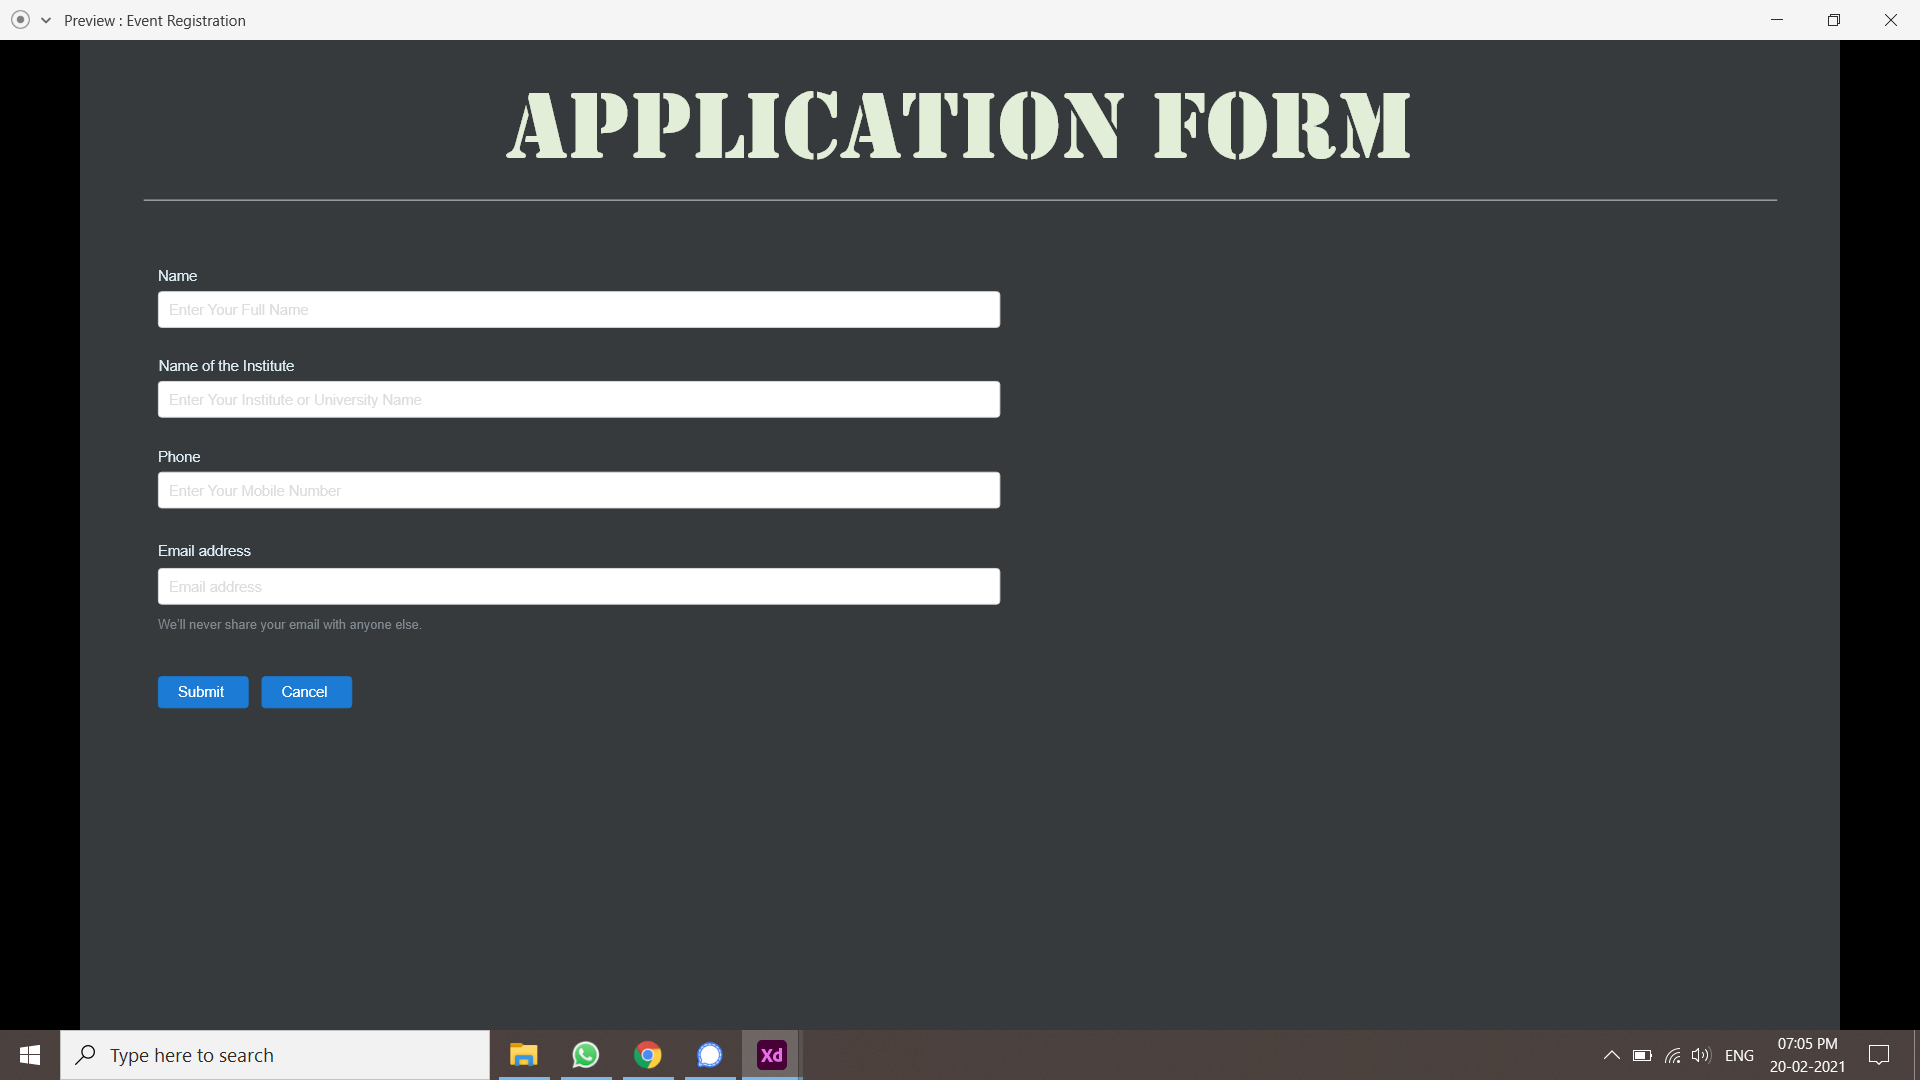 Preview : Event Registration
APPLICATION FORM
Name
Enter Your Full Name
Name of the Institute
Enter Your Institute or University Name
Phone
Enter Your Mobile Number
Email address
Email address
We'll never share your email with anyone else.
Submit Cancel
Type here to search
Xd
ENG
07:05 PM
20-02-2021